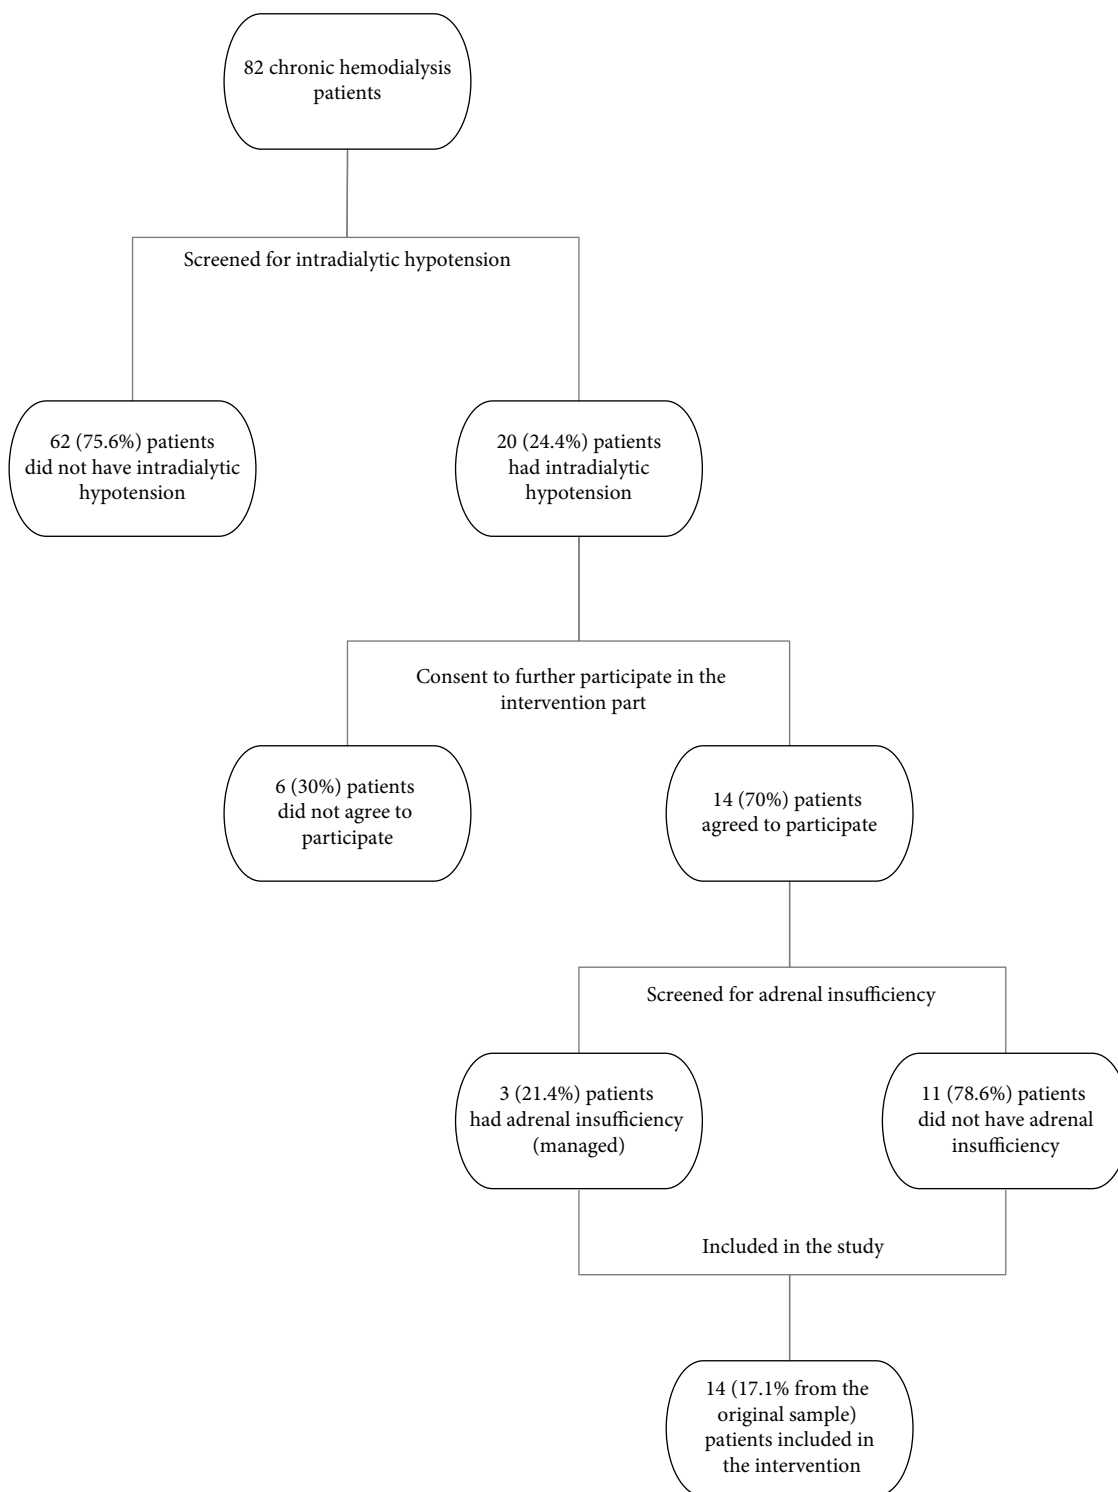 82 chronic hemodialysis
patients
Screened for intradialytic hypotension
62 (75.6%) patients
did not have intradialytic
hypotension
20 (24.4%) patients
had intradialytic
hypotension
Consent to further participate in the
intervention part
6 (30%) patients
did not agree to
participate
14 (70%) patients
agreed to participate
Screened for adrenal insufficiency
3 (21.4%) patients
had adrenal insufficiency
(managed)
11 (78.6%) patients
did not have adrenal
insufficiency
Included in the study
14 (17.1% from the
original sample)
patients included in
the intervention